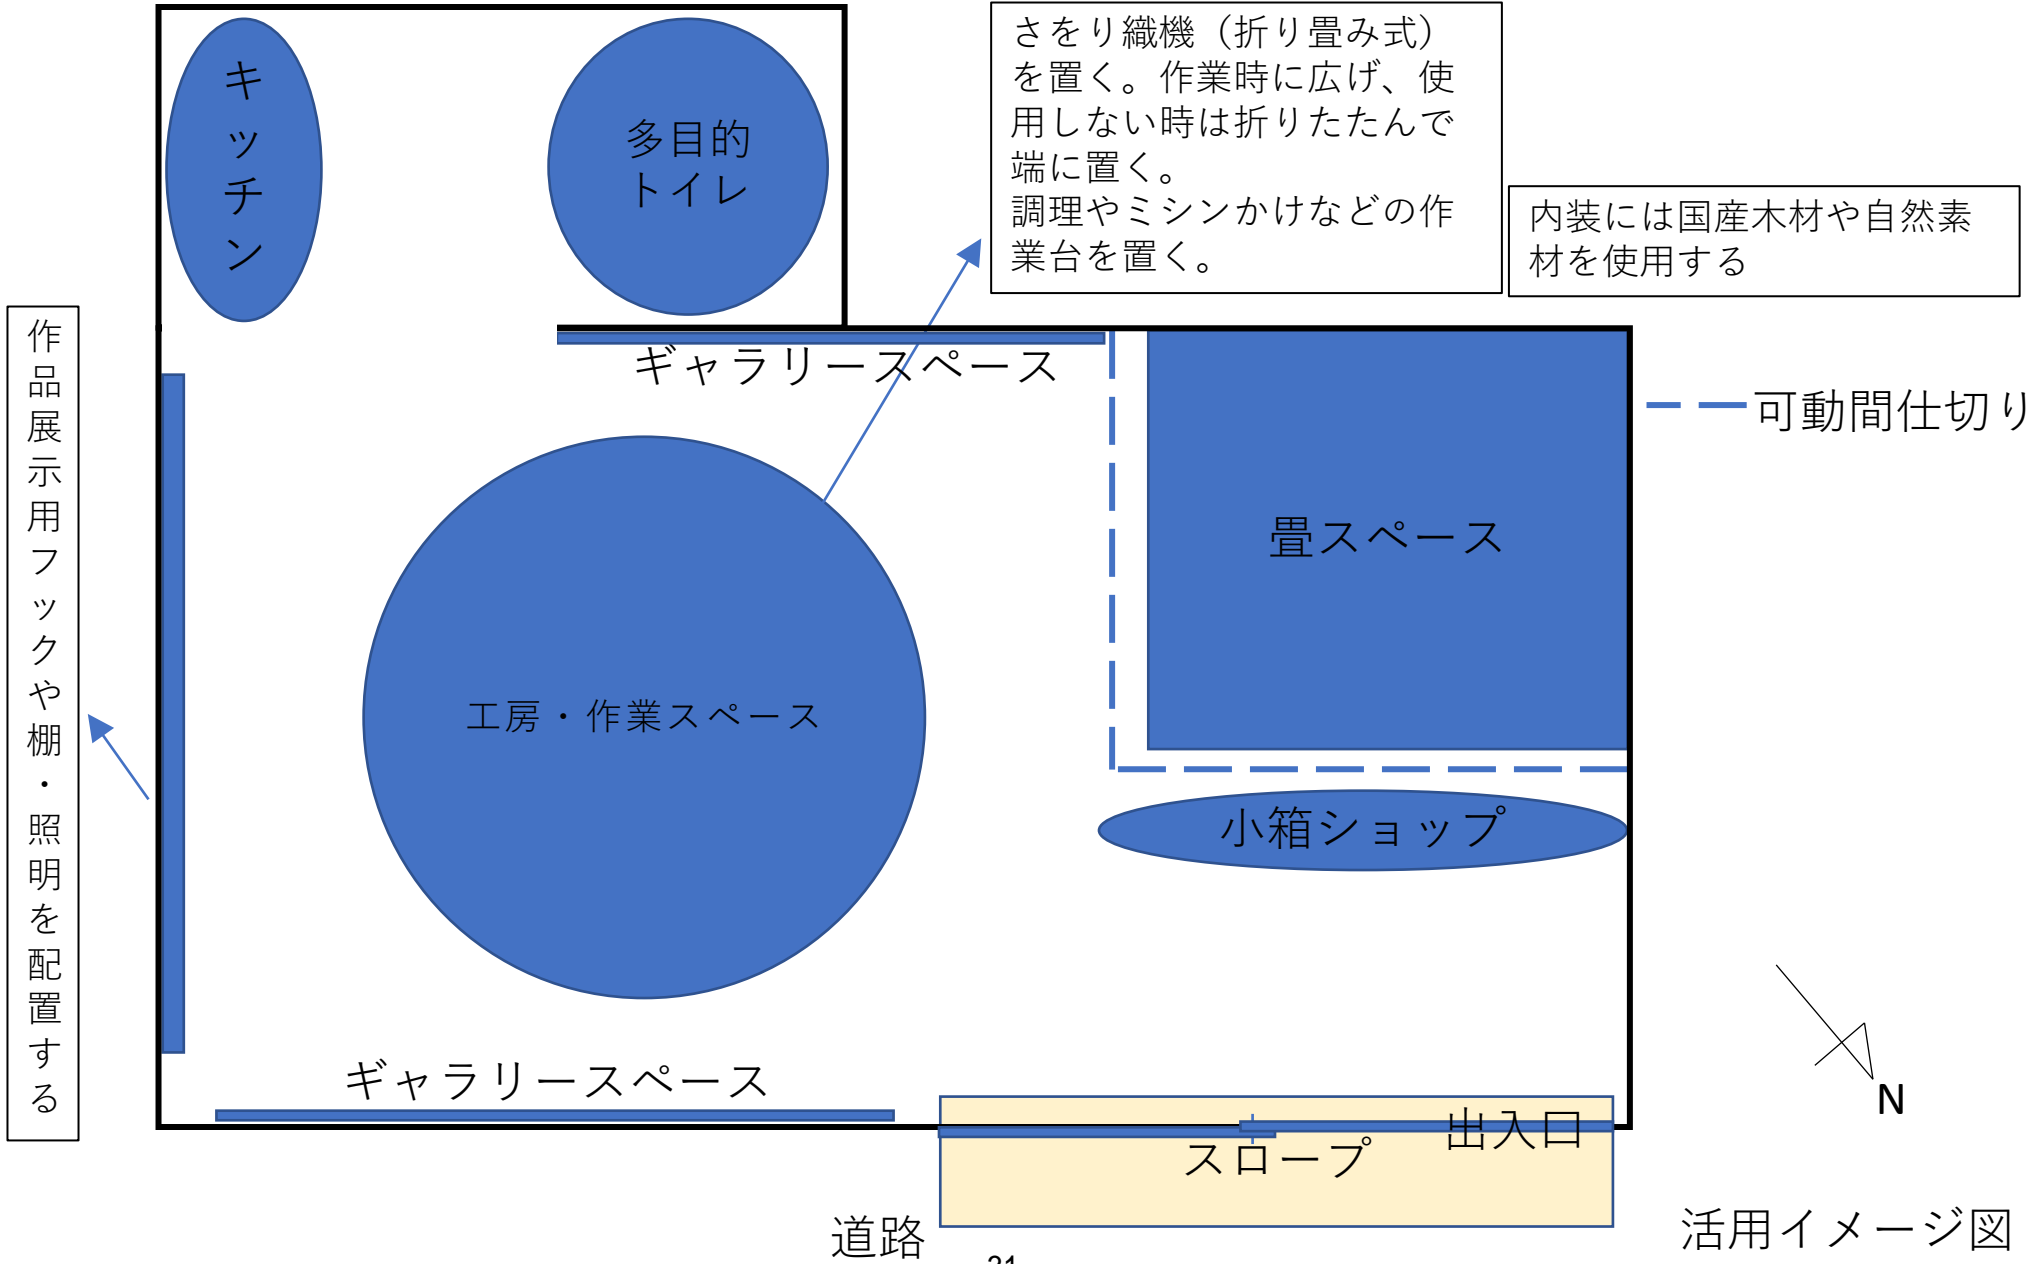 さをり織機（折り畳み式）
を置く。作業時に広げ、使
用しない時は折りたたんで
端に置く。
調理やミシンかけなどの作
業台を置く。
キッチン
多目的
トイレ
内装には国産木材や自然素
材を使用する
作品展示用フックや棚・照明を配置する
ギャラリースペース
可動間仕切り
畳スペース
工房・作業スペース
小箱ショップ
ギャラリースペース
出入口
スロープ
N
道路
活用イメージ図